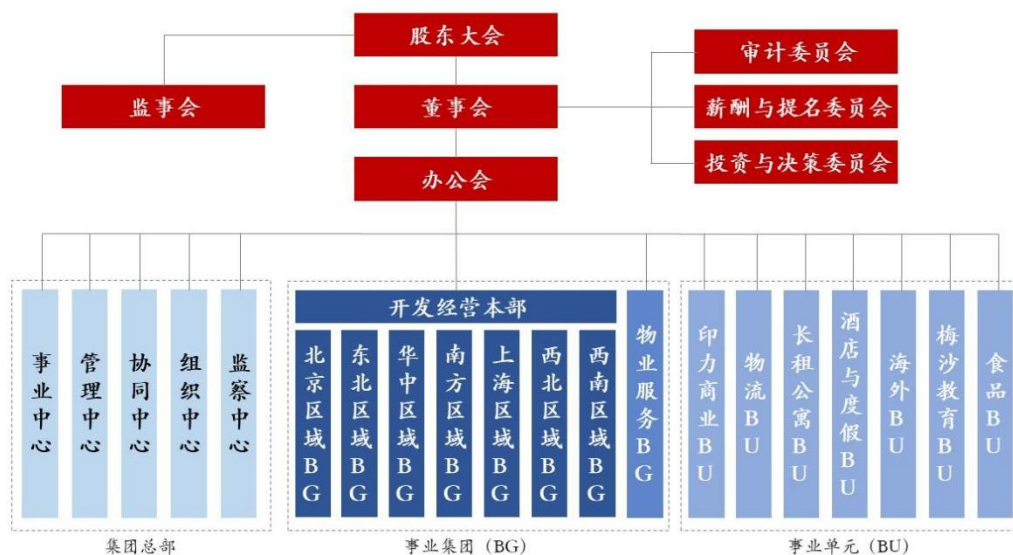 股东大会
监事会
董事会
审计委员会
薪酬与提名委员会
投资与决策委员会
办公会
事业中心
管理中心
协同中心
组织中心
监察中心
集团总部
开发经营本部
北京区域BG
东北区域BG
华中区域BG
南方区域BG
上海区域BG
西北区域BG
西南区域BG
物业服务BG
事业集团（BG）
印力商业BU
物流BU
长租公寓BU
酒店与度假BU
海外BU
梅沙教育BU
食品BU
事业单元（BU）